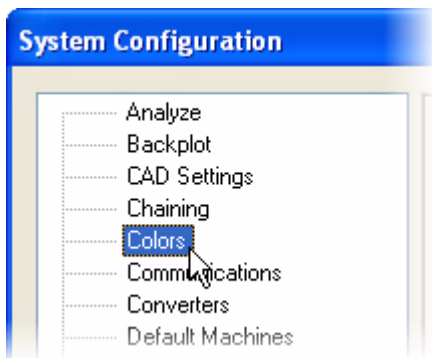 System Configuration
Analyze
Backplot
CAD Settings
Chaining
Colors
Communications
Converters
Default Machines